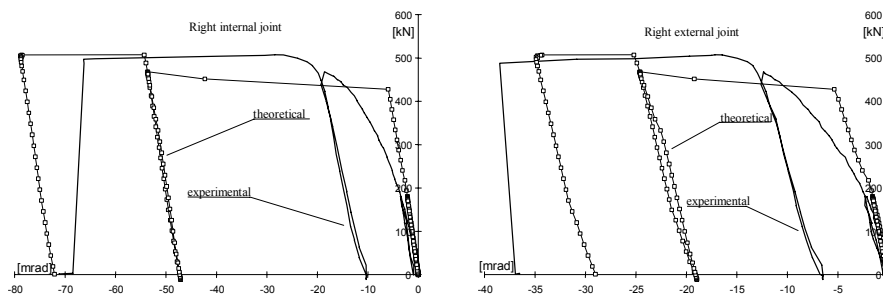 Right internal joint
600
[kN]
500
400
300
200
100
0
theoretical
experimental
[mrad]
-80 -70 -60 -50 -40 -30 -20 -10 0
Right external joint
600
[kN]
500
400
300
200
100
0
theoretical
experimental
[mrad]
-40 -35 -30 -25 -20 -15 -10 -5